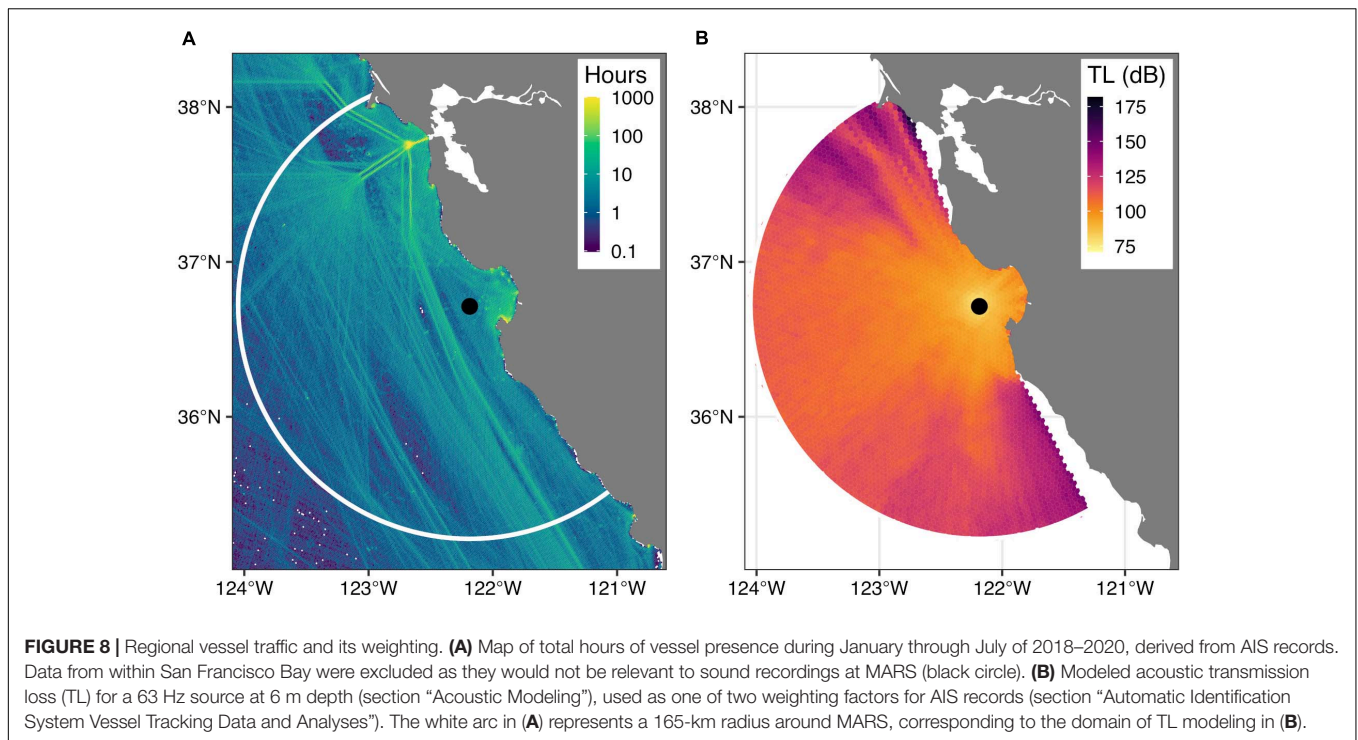 A
B
Hours
1000
100
10
1
0.1
TL (dB)
175
150
125
100
75
38°N
37°N
36°N
124°W
123°W
122°W
121°W
38°N
37°N
36°N
124°W
123°W
122°W
121°W
FIGURE 8 | Regional vessel traffic and its weighting. (A) Map of total hours of vessel presence during January through July of 2018–2020, derived from AIS records.
Data from within San Francisco Bay were excluded as they would not be relevant to sound recordings at MARS (black circle). (B) Modeled acoustic transmission
loss (TL) for a 63 Hz source at 6 m depth (section “Acoustic Modeling”), used as one of two weighting factors for AIS records (section “Automatic Identification
System Vessel Tracking Data and Analyses”). The white arc in (A) represents a 165-km radius around MARS, corresponding to the domain of TL modeling in (B).